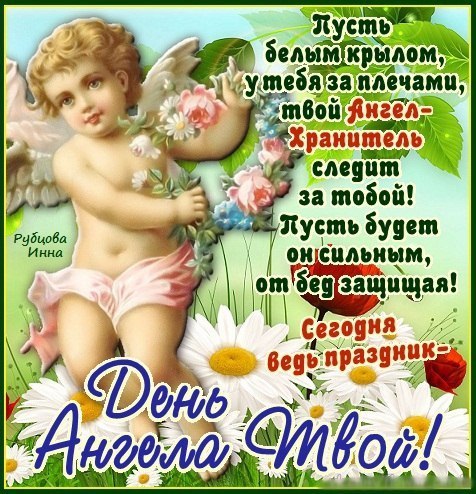 Пусть
белым крылом,
у тебя за плечами,
твой Ангел-
Хранитель
следит
за тобой!
Пусть будет
он сильным,
от бед защищая!
Сегодня
ведь праздник-
День
Ангела Твой!
Рубцова
Инна